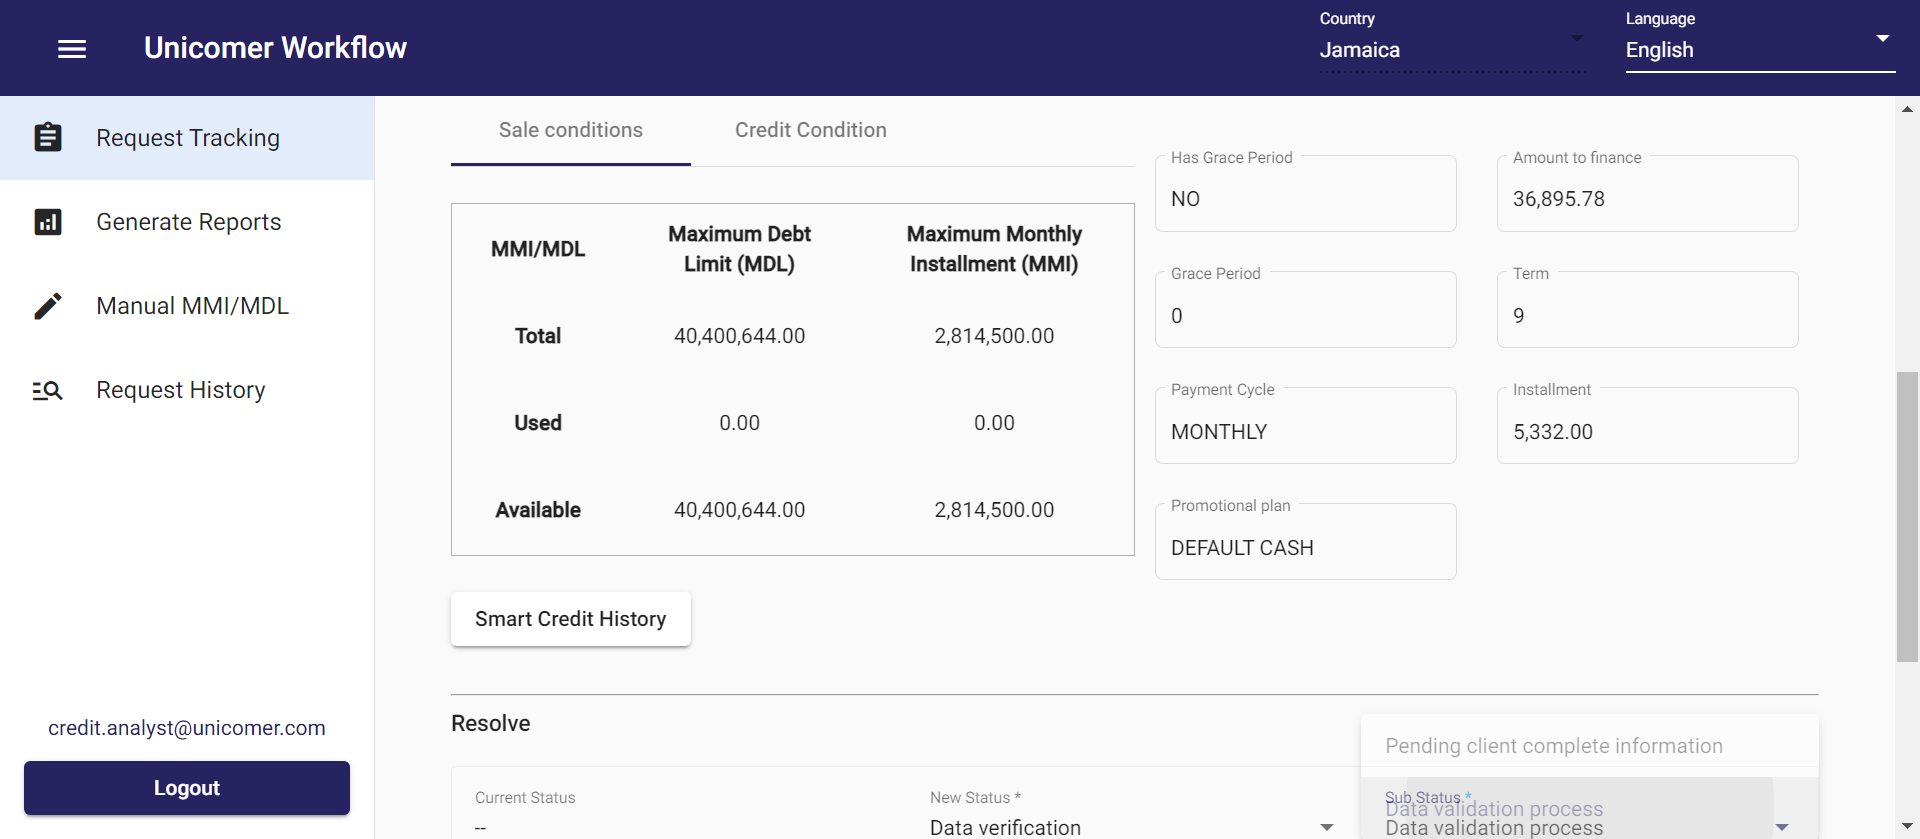 Unicomer Workflow
Country
Jamaica
Language
English
Request Tracking
Generate Reports
Manual MMI/MDL
Request History
credit.analyst@unicomer.com
Logout
Sale conditions
Credit Condition
MMI/MDL
Maximum Debt
Limit (MDL)
Maximum Monthly
Installment (MMI)
Total
40,400,644.00
2,814,500.00
Used
0.00
0.00
Available
40,400,644.00
2,814,500.00
Smart Credit History
Has Grace Period
NO
Amount to finance
36,895.78
Grace Period
0
Term
9
Payment Cycle
MONTHLY
Installment
5,332.00
Promotional plan
DEFAULT CASH
Resolve
Current Status
--
New Status *
Data verification
Pending client complete information
Sub Status *
Data validation process
Data validation process